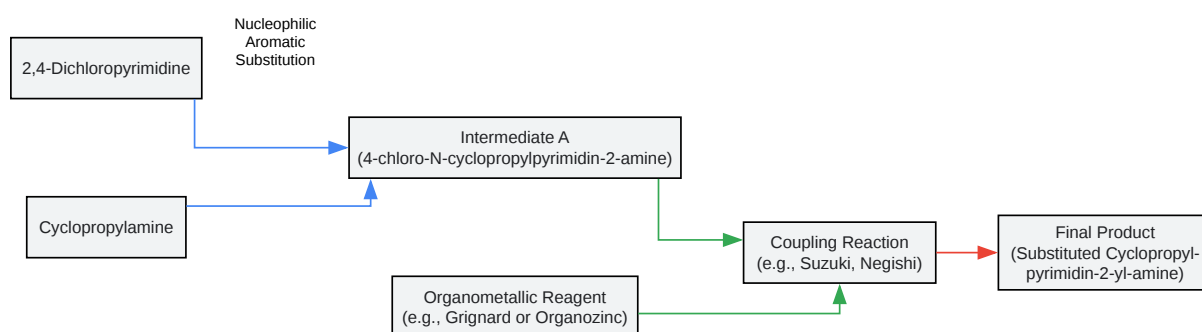 Nucleophilic
Aromatic
Substitution
2,4-Dichloropyrimidine
Intermediate A
(4-chloro-N-cyclopropylpyrimidin-2-amine)
Cyclopropylamine
Coupling Reaction
(e.g., Suzuki, Negishi)
Final Product
(Substituted Cyclopropyl-
pyrimidin-2-yl-amine)
Organometallic Reagent
(e.g., Grignard or Organozinc)